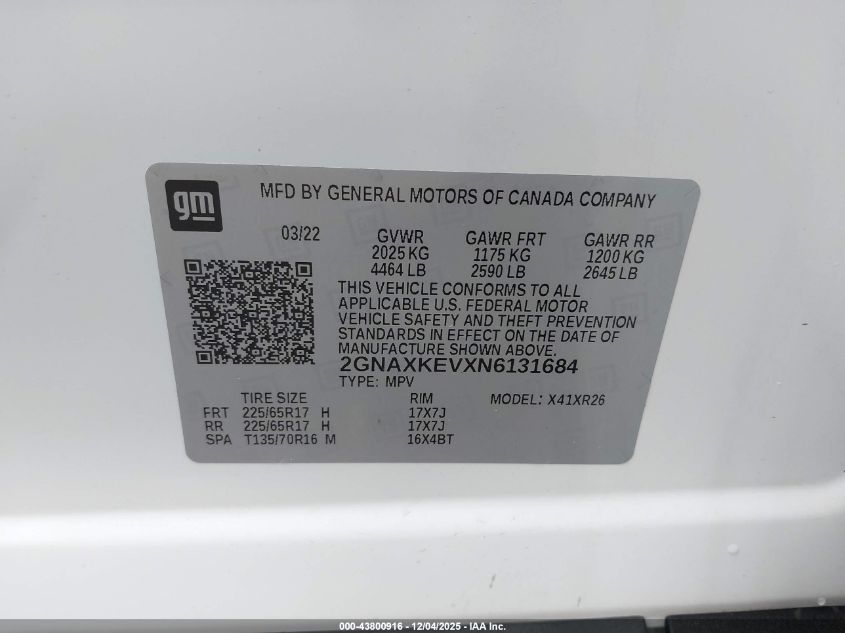 gm
MFD BY GENERAL MOTORS OF CANADA COMPANY
03/22 GVWR GAWR FRT GAWR RR
2025 KG 1175 KG 1200 KG
4464 LB 2590 LB 2645 LB
THIS VEHICLE CONFORMS TO ALL
APPLICABLE U.S. FEDERAL MOTOR
VEHICLE SAFETY AND THEFT PREVENTION
STANDARDS IN EFFECT ON THE DATE OF
MANUFACTURE SHOWN ABOVE.
2GNAXKEVXN6131684
TYPE: MPV
TIRE SIZE RIM MODEL: X41XR26
FRT 225/65R17 H 17X7J
RR 225/65R17 H 17X7J
SPA T135/70R16 M 16X4BT
000-43800916 - 12/04/2025 - IAA Inc.